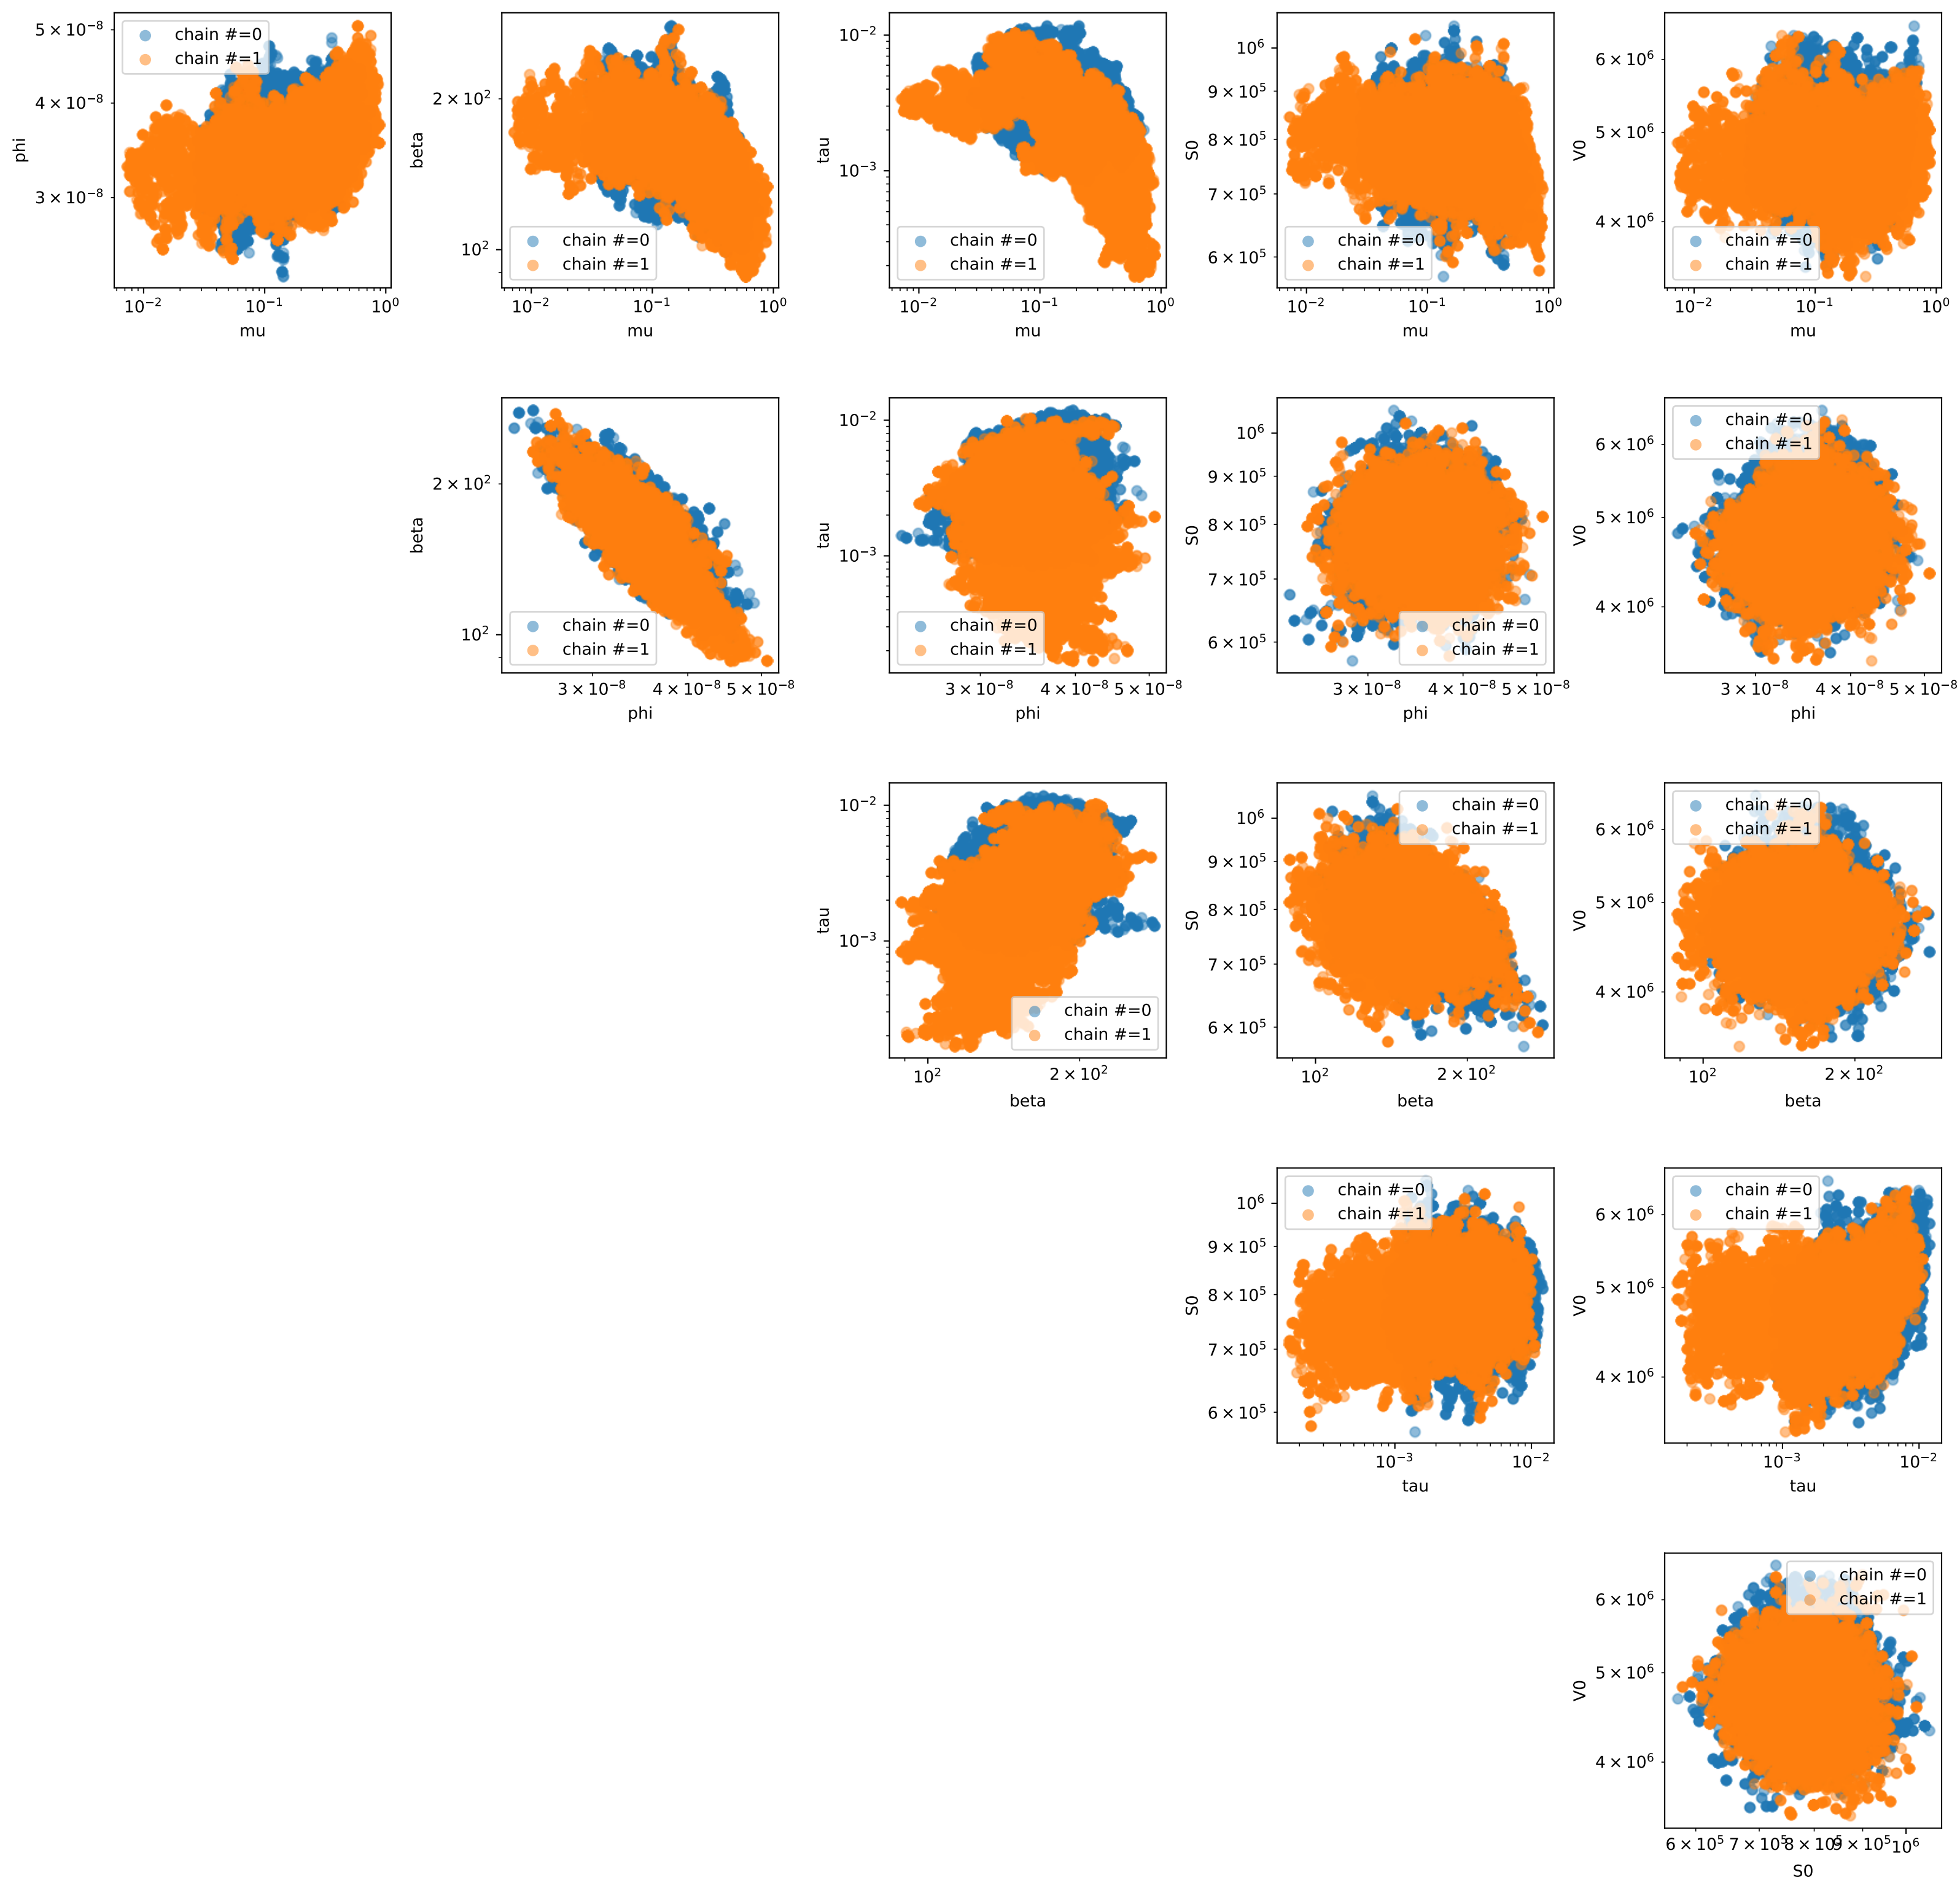 5 × 10⁻⁸
4 × 10⁻⁸
3 × 10⁻⁸
phi
chain #=0
chain #=1
10⁻² 10⁻¹ 10⁰
mu
2 × 10²
10²
beta
chain #=0
chain #=1
10⁻² 10⁻¹ 10⁰
mu
10⁻²
10⁻³
tau
chain #=0
chain #=1
10⁻² 10⁻¹ 10⁰
mu
10⁶
9 × 10⁵
8 × 10⁵
7 × 10⁵
6 × 10⁵
S0
chain #=0
chain #=1
10⁻² 10⁻¹ 10⁰
mu
6 × 10⁶
5 × 10⁶
4 × 10⁶
V0
chain #=0
chain #=1
10⁻² 10⁻¹ 10⁰
mu
2 × 10²
10²
beta
chain #=0
chain #=1
3 × 10⁻⁸ 4 × 10⁻⁸ 5 × 10⁻⁸
phi
10⁻²
10⁻³
tau
chain #=0
chain #=1
3 × 10⁻⁸ 4 × 10⁻⁸ 5 × 10⁻⁸
phi
10⁶
9 × 10⁵
8 × 10⁵
7 × 10⁵
6 × 10⁵
S0
chain #=0
chain #=1
3 × 10⁻⁸ 4 × 10⁻⁸ 5 × 10⁻⁸
phi
6 × 10⁶
5 × 10⁶
4 × 10⁶
V0
chain #=0
chain #=1
3 × 10⁻⁸ 4 × 10⁻⁸ 5 × 10⁻⁸
phi
10⁻²
10⁻³
tau
chain #=0
chain #=1
10² 2 × 10²
beta
10⁶
9 × 10⁵
8 × 10⁵
7 × 10⁵
6 × 10⁵
S0
chain #=0
chain #=1
10² 2 × 10²
beta
6 × 10⁶
5 × 10⁶
4 × 10⁶
V0
chain #=0
chain #=1
10² 2 × 10²
beta
10⁶
9 × 10⁵
8 × 10⁵
7 × 10⁵
6 × 10⁵
S0
chain #=0
chain #=1
10⁻³ 10⁻²
tau
6 × 10⁶
5 × 10⁶
4 × 10⁶
V0
chain #=0
chain #=1
10⁻³ 10⁻²
tau
6 × 10⁶
5 × 10⁶
4 × 10⁶
V0
chain #=0
chain #=1
6 × 10⁵ 7 × 10⁵ 8 × 10⁵ 9 × 10⁵ 10⁶
S0